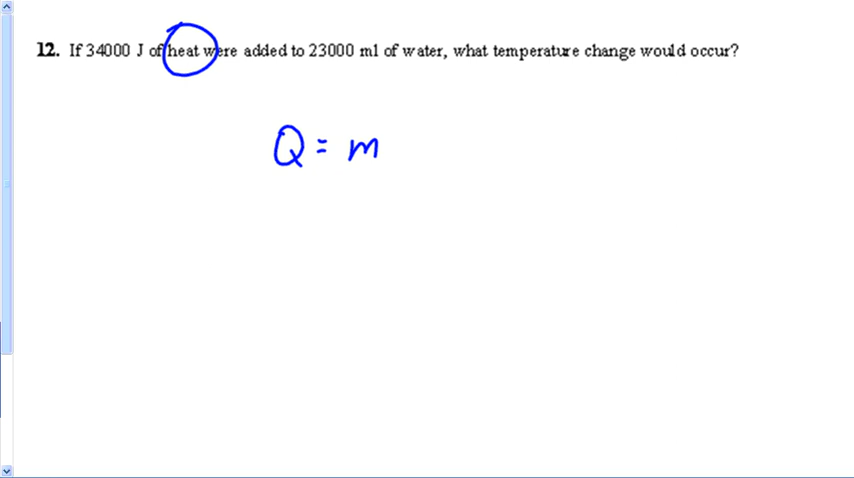 12. If 34000 J of heat were added to 23000 ml of water, what temperature change would occur?
Q = m